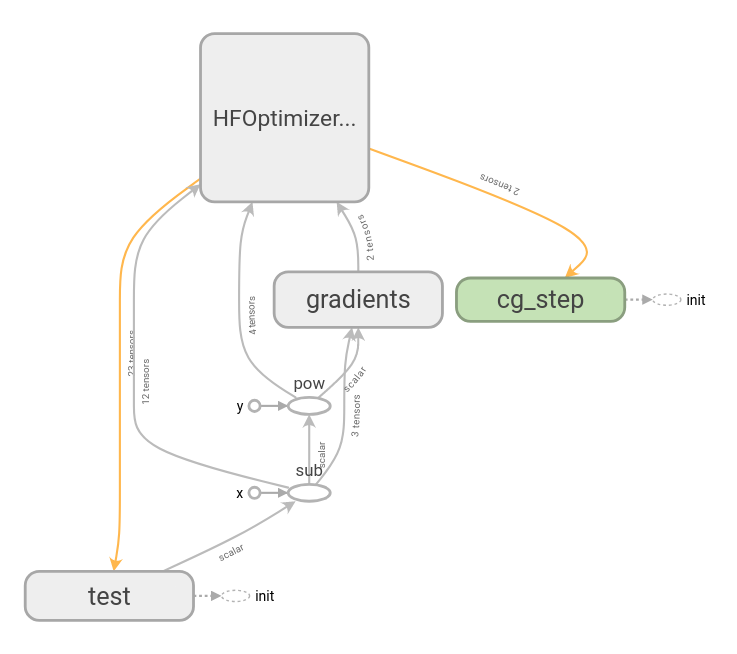 HFOptimizer...
2 tensors
2 tensors
gradients
cg_step
init
4 tensors
23 tensors
12 tensors
pow
scalar
y
3 tensors
scalar
sub
x
scalar
test
init